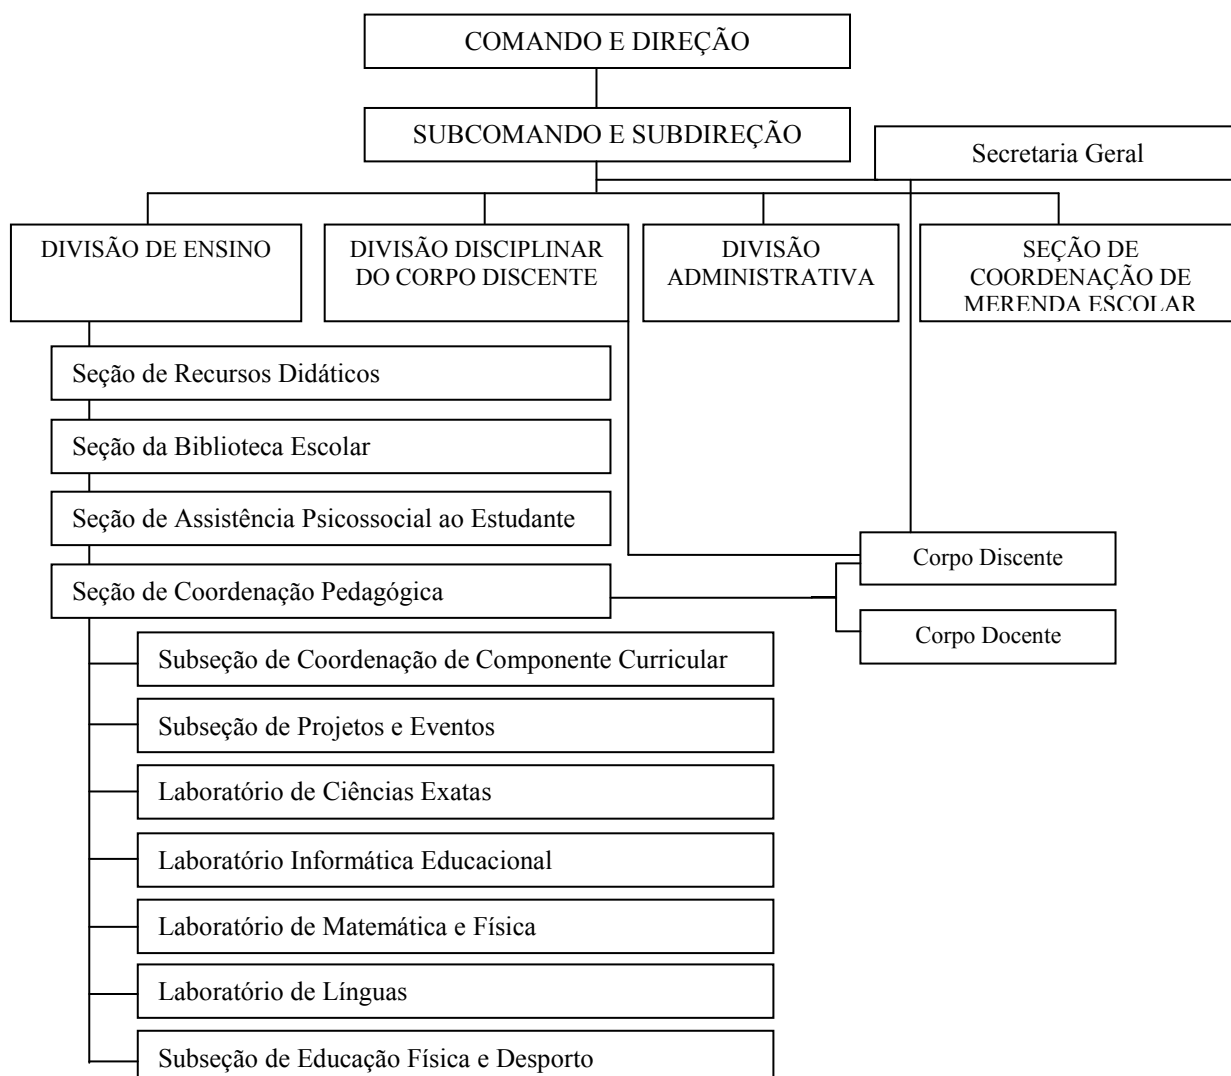 COMANDO E DIREÇÃO
SUBCOMANDO E SUBDIREÇÃO
Secretaria Geral
DIVISÃO DE ENSINO
DIVISÃO DISCIPLINAR
DO CORPO DISCENTE
DIVISÃO
ADMINISTRATIVA
SEÇÃO DE
COORDENAÇÃO DE
MERENDA ESCOLAR
Seção de Recursos Didáticos
Seção da Biblioteca Escolar
Seção de Assistência Psicossocial ao Estudante
Seção de Coordenação Pedagógica
Corpo Discente
Corpo Docente
Subseção de Coordenação de Componente Curricular
Subseção de Projetos e Eventos
Laboratório de Ciências Exatas
Laboratório Informática Educacional
Laboratório de Matemática e Física
Laboratório de Línguas
Subseção de Educação Física e Desporto